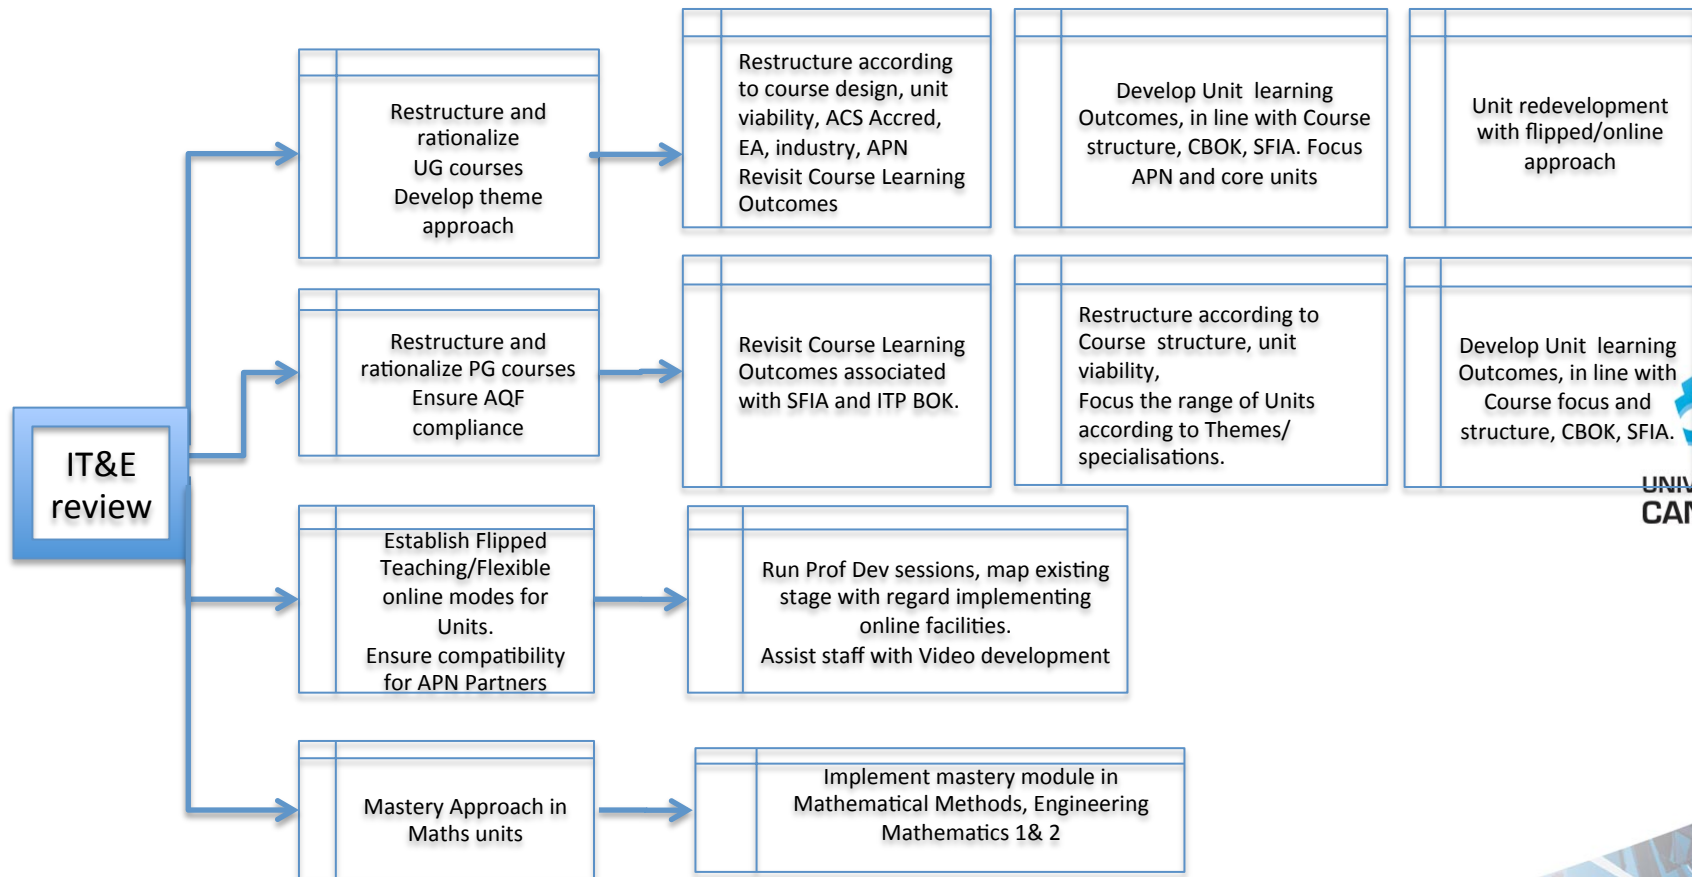 IT&E
review
Restructure and
rationalize
UG courses
Develop theme
approach
Restructure according
to course design, unit
viability, ACS Accred,
EA, industry, APN
Revisit Course Learning
Outcomes
Develop Unit learning
Outcomes, in line with Course
structure, CBOK, SFIA. Focus
APN and core units
Unit redevelopment
with flipped/online
approach
Restructure and
rationalize PG courses
Ensure AQF
compliance
Revisit Course Learning
Outcomes associated
with SFIA and ITP BOK.
Restructure according to
Course structure, unit
viability,
Focus the range of Units
according to Themes/
specialisations.
Develop Unit learning
Outcomes, in line with
Course focus and
structure, CBOK, SFIA.
Establish Flipped
Teaching/Flexible
online modes for
Units.
Ensure compatibility
for APN Partners
Run Prof Dev sessions, map existing
stage with regard implementing
online facilities.
Assist staff with Video development
Mastery Approach in
Maths units
Implement mastery module in
Mathematical Methods, Engineering
Mathematics 1& 2